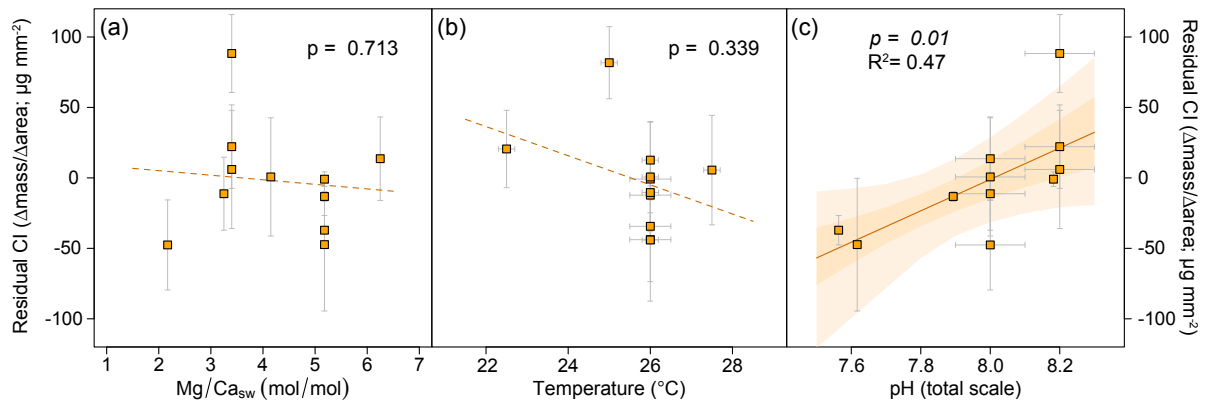 Residual CI (Δmass/Δarea; µg mm⁻²)
100
50
0
-50
-100
(a)
p = 0.713
1 2 3 4 5 6 7
Mg/Ca_sw (mol/mol)
(b)
p = 0.339
22 24 26 28
Temperature (°C)
(c)
p = 0.01
R²= 0.47
7.6 7.8 8.0 8.2
pH (total scale)
100
50
0
-50
-100
Residual CI (Δmass/Δarea; µg mm⁻²)